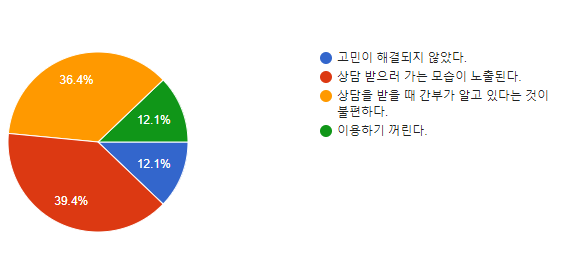 36.4%
12.1%
12.1%
39.4%
고민이 해결되지 않았다.
상담 받으러 가는 모습이 노출된다.
상담을 받을 때 간부가 알고 있다는 것이
불편하다.
이용하기 꺼린다.